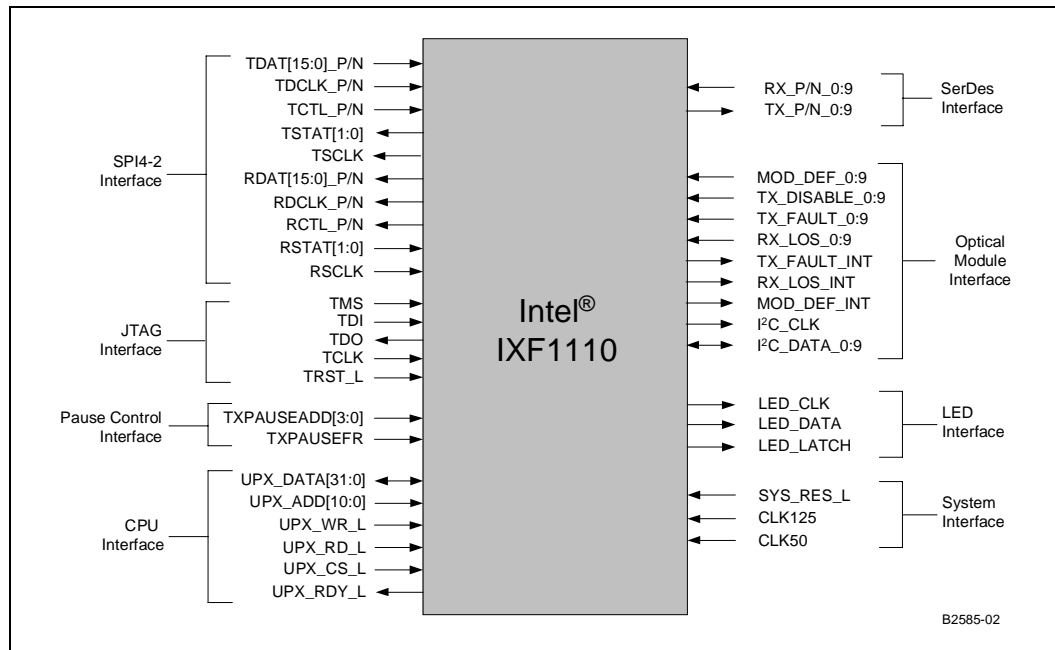 TDAT[15:0]_P/N
TDCLK_P/N
TCTL_P/N
TSTAT[1:0]
TSCLK
RDAT[15:0]_P/N
RDCLK_P/N
RCTL_P/N
RSTAT[1:0]
RSCLK
SPI4-2
Interface
TMS
TDI
TDO
TCLK
TRST_L
JTAG
Interface
TXPAUSEADD[3:0]
TXPAUSEFR
Pause Control
Interface
UPX_DATA[31:0]
UPX_ADD[10:0]
UPX_WR_L
UPX_RD_L
UPX_CS_L
UPX_RDY_L
CPU
Interface
Intel®
IXF1110
RX_P/N_0:9
TX_P/N_0:9
SerDes
Interface
MOD_DEF_0:9
TX_DISABLE_0:9
TX_FAULT_0:9
RX_LOS_0:9
TX_FAULT_INT
RX_LOS_INT
MOD_DEF_INT
I²C_CLK
I²C_DATA_0:9
Optical
Module
Interface
LED_CLK
LED_DATA
LED_LATCH
LED
Interface
SYS_RES_L
CLK125
CLK50
System
Interface
B2585-02